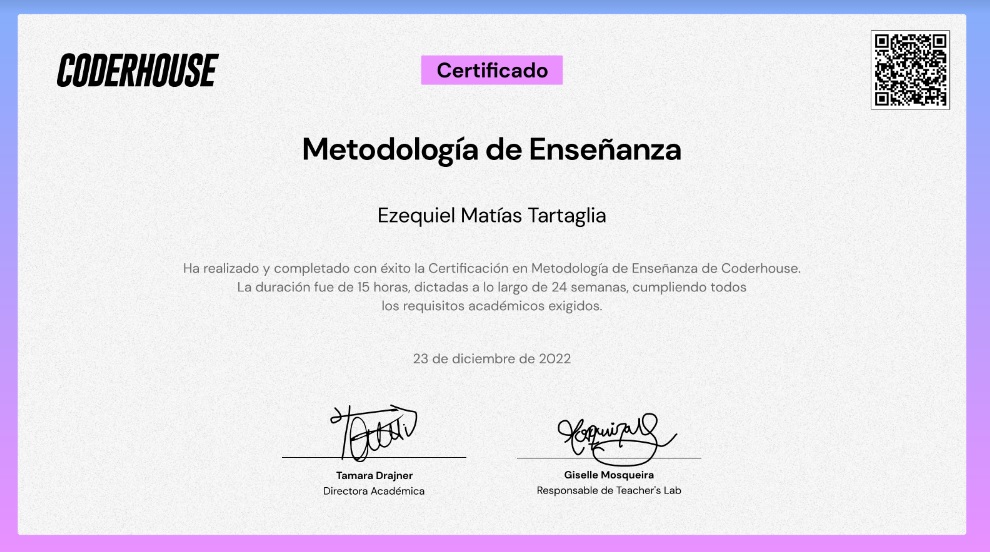 CODERHOUSE
Certificado
Metodología de Enseñanza
Ezequiel Matías Tartaglia
Ha realizado y completado con éxito la Certificación en Metodología de Enseñanza de Coderhouse.
La duración fue de 15 horas, dictadas a lo largo de 24 semanas, cumpliendo todos
los requisitos académicos exigidos.
23 de diciembre de 2022
Tamara Drajner
Directora Académica
Giselle Mosqueira
Responsable de Teacher's Lab